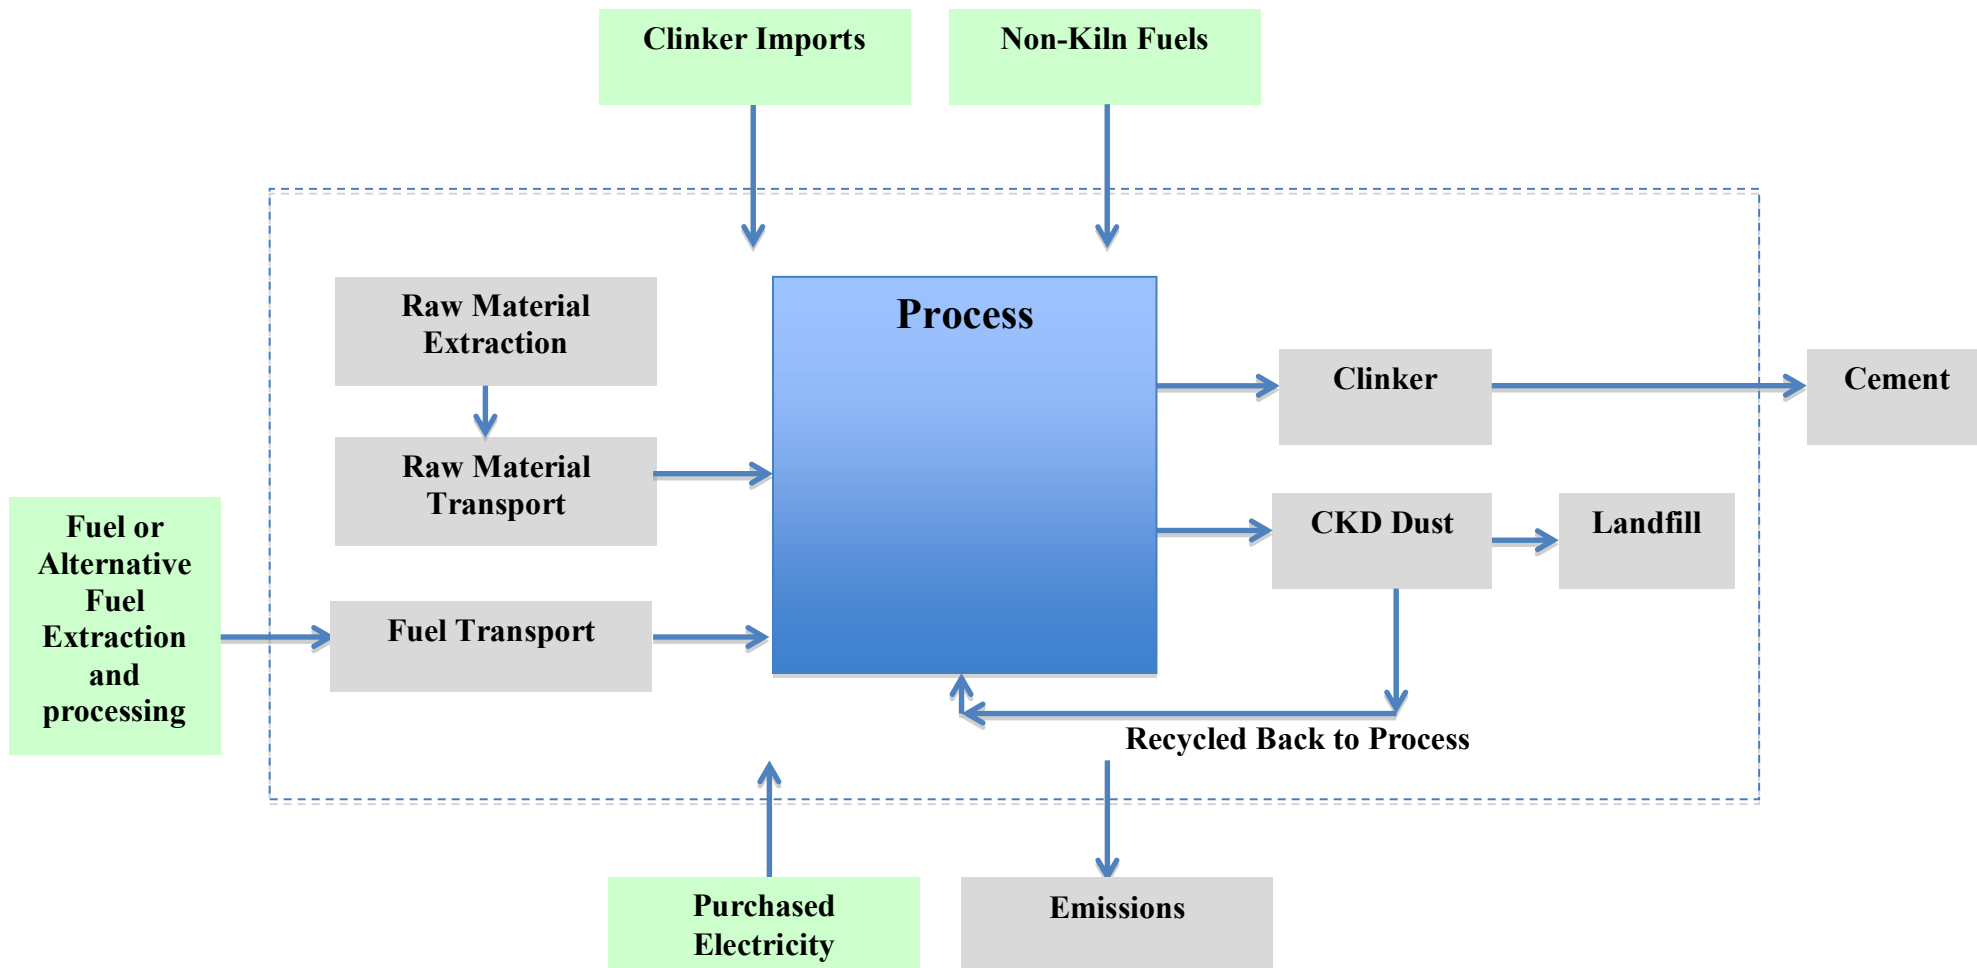 Clinker Imports
Non-Kiln Fuels
Raw Material
Extraction
Process
Clinker
Cement
Raw Material
Transport
CKD Dust
Landfill
Fuel or
Alternative
Fuel
Extraction
and
processing
Fuel Transport
Recycled Back to Process
Purchased
Electricity
Emissions